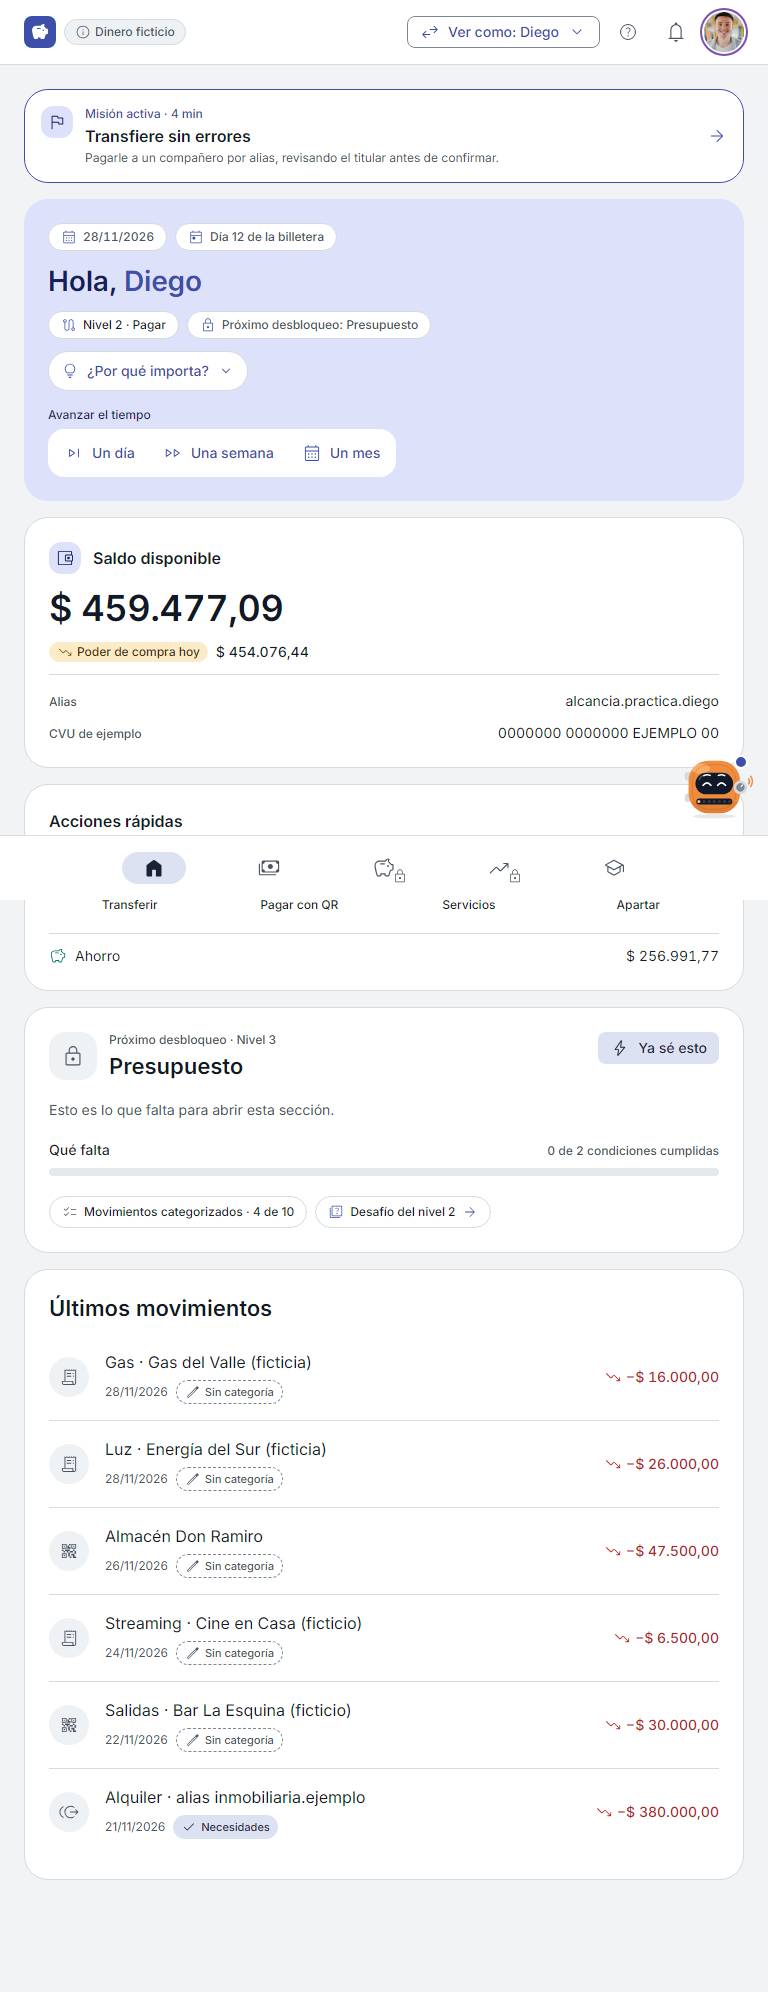 Dinero ficticio
Ver como: Diego
Misión activa · 4 min
Transfiere sin errores
Pagarle a un compañero por alias, revisando el titular antes de confirmar.
28/11/2026
Día 12 de la billetera
Hola, Diego
Nivel 2 · Pagar
Próximo desbloqueo: Presupuesto
¿Por qué importa?
Avanzar el tiempo
Un día
Una semana
Un mes
Saldo disponible
$ 459.477,09
Poder de compra hoy
$ 454.076,44
Alias
alcancia.practica.diego
CVU de ejemplo
0000000 0000000 EJEMPLO 00
Acciones rápidas
Transferir
Pagar con QR
Servicios
Apartar
Ahorro
$ 256.991,77
Próximo desbloqueo · Nivel 3
Presupuesto
Ya sé esto
Esto es lo que falta para abrir esta sección.
Qué falta
0 de 2 condiciones cumplidas
Movimientos categorizados · 4 de 10
Desafío del nivel 2
Últimos movimientos
Gas · Gas del Valle (ficticia)
28/11/2026
Sin categoría
−$ 16.000,00
Luz · Energía del Sur (ficticia)
28/11/2026
Sin categoría
−$ 26.000,00
Almacén Don Ramiro
26/11/2026
Sin categoría
−$ 47.500,00
Streaming · Cine en Casa (ficticio)
24/11/2026
Sin categoría
−$ 6.500,00
Salidas · Bar La Esquina (ficticio)
22/11/2026
Sin categoría
−$ 30.000,00
Alquiler · alias inmobiliaria.ejemplo
21/11/2026
Necesidades
−$ 380.000,00